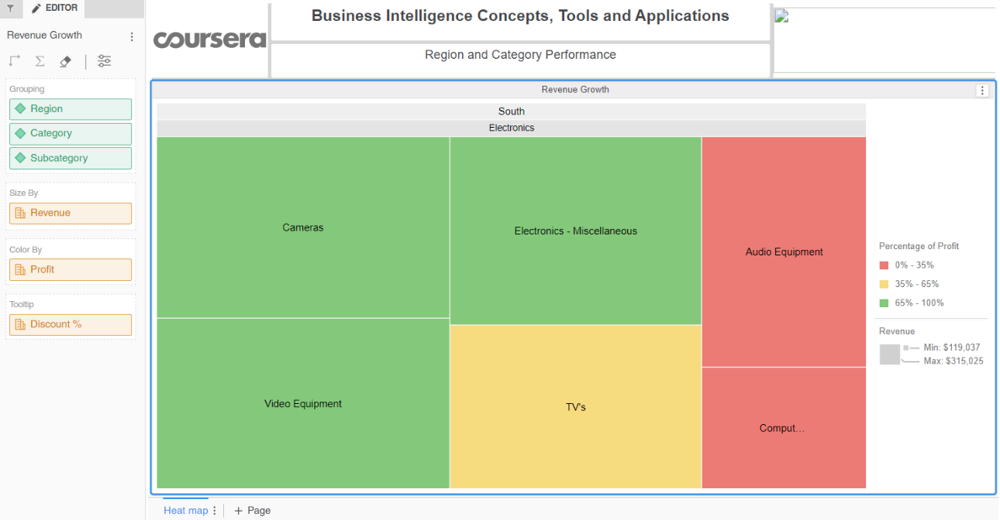 EDITOR
Revenue Growth
Grouping
Region
Category
Subcategory
Size By
Revenue
Color By
Profit
Tooltip
Discount %
coursera
Business Intelligence Concepts, Tools and Applications
Region and Category Performance
Revenue Growth
South
Electronics
Cameras
Electronics - Miscellaneous
Audio Equipment
Video Equipment
TV's
Comput...
Percentage of Profit
0% - 35%
35% - 65%
65% - 100%
Revenue
Min: $119,037
Max: $315,025
Heat map
+ Page